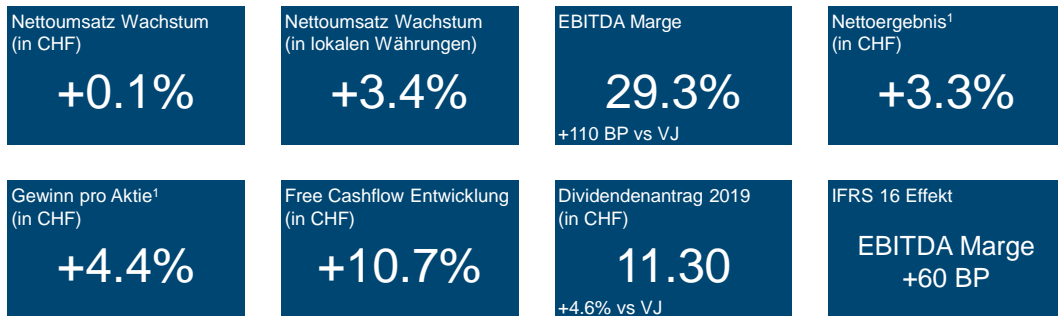 Nettoumsatz Wachstum
(in CHF)
+0.1%
Nettoumsatz Wachstum
(in lokalen Währungen)
+3.4%
EBITDA Marge
29.3%
+110 BP vs VJ
Nettoergebnis¹
(in CHF)
+3.3%
Gewinn pro Aktie¹
(in CHF)
+4.4%
Free Cashflow Entwicklung
(in CHF)
+10.7%
Dividendenantrag 2019
(in CHF)
11.30
+4.6% vs VJ
IFRS 16 Effekt
EBITDA Marge
+60 BP